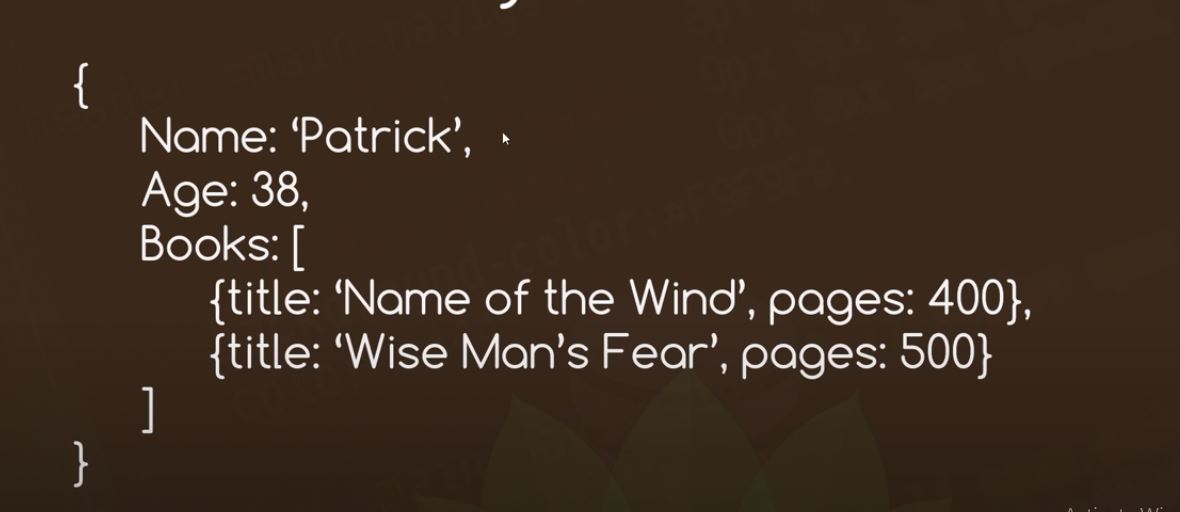 {
Name: ‘Patrick’,
Age: 38,
Books: [
{title: ‘Name of the Wind’, pages: 400},
{title: ‘Wise Man’s Fear’, pages: 500}
]
}